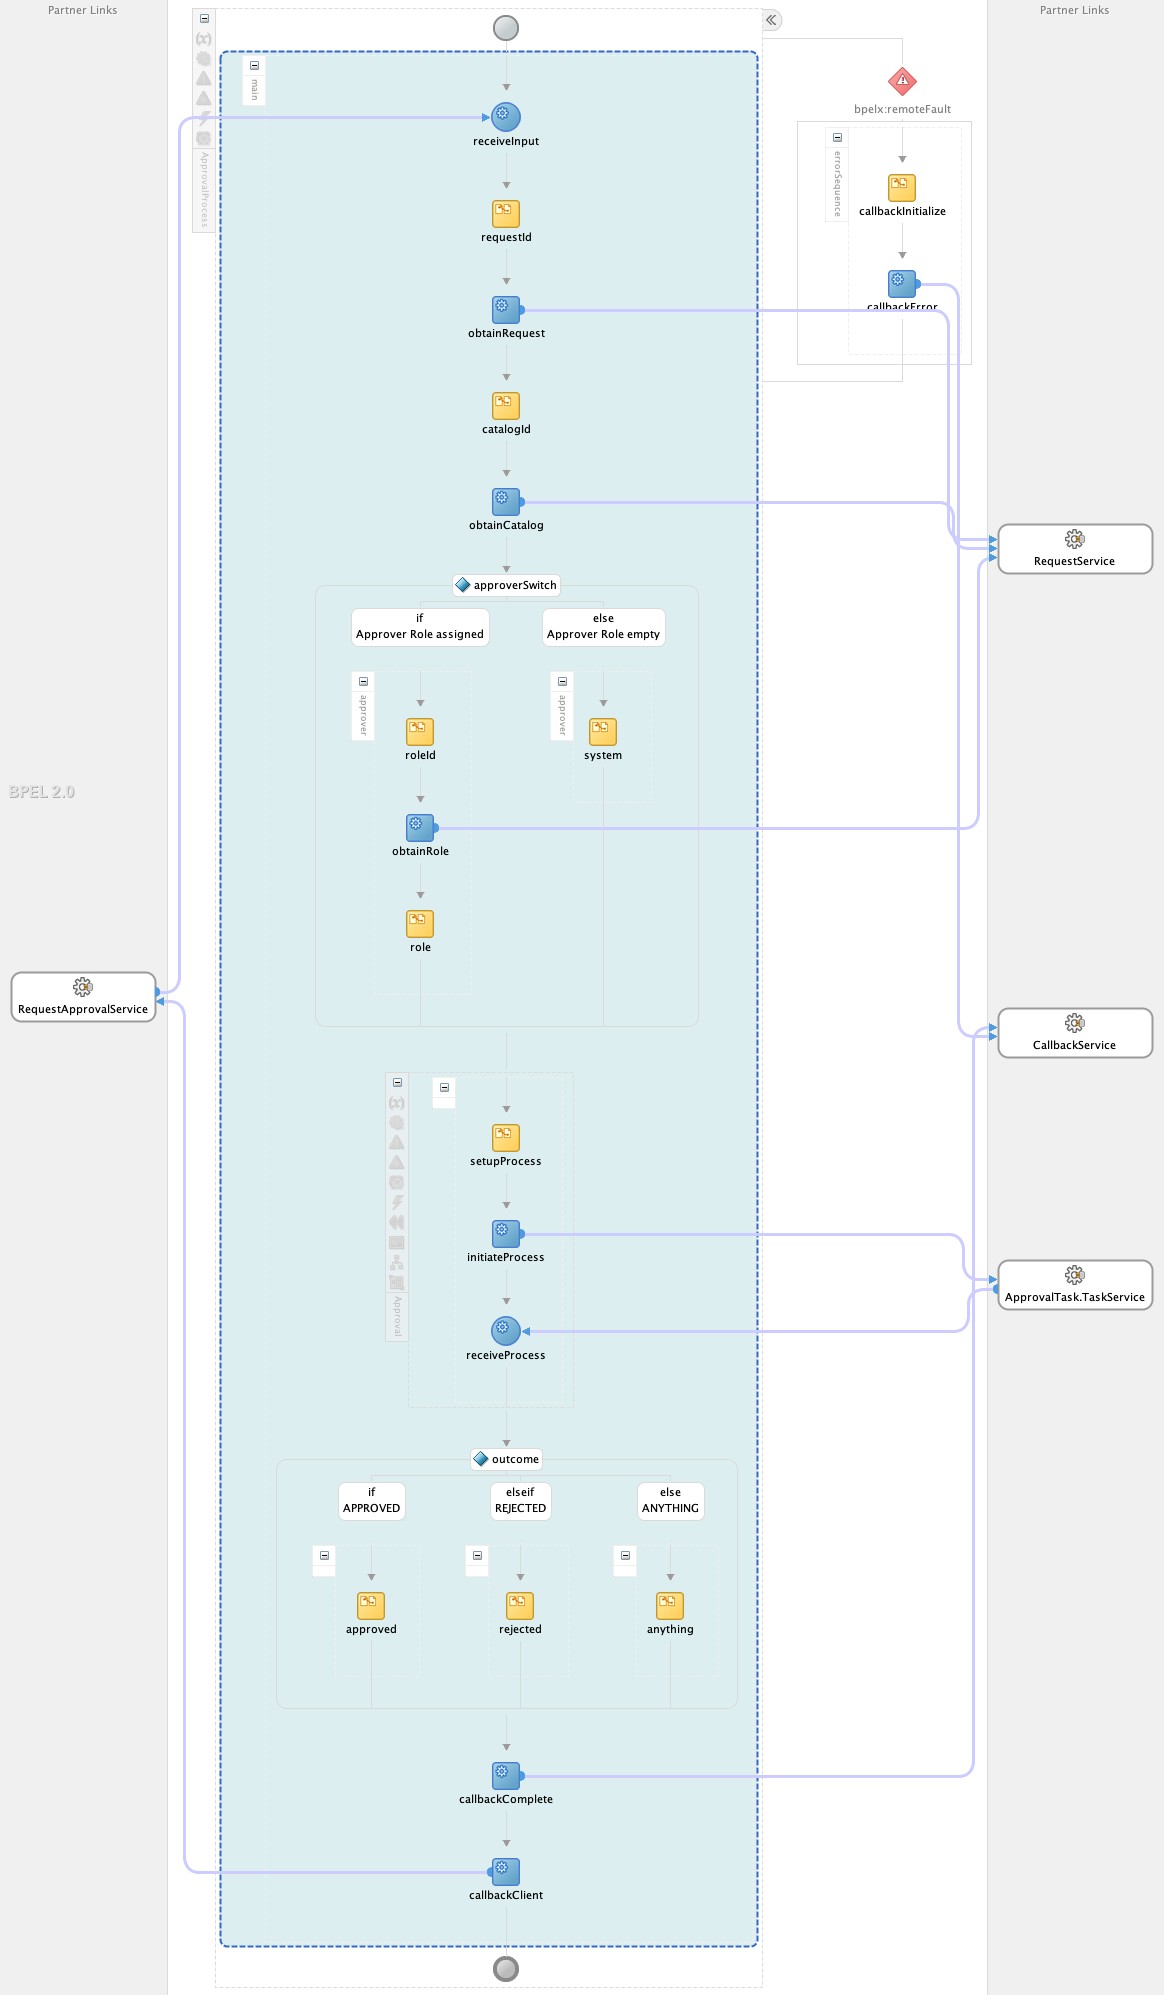 Partner Links
Partner Links
(x)
main
ApprovalProcess
receiveInput
bpelx:remoteFault
errorSequence
callbackInitialize
callbackError
requestId
obtainRequest
catalogId
obtainCatalog
RequestService
approverSwitch
if
Approver Role assigned
else
Approver Role empty
approver
approver
roleId
system
BPEL 2.0
obtainRole
role
RequestApprovalService
CallbackService
(x)
Approval
setupProcess
initiateProcess
ApprovalTask.TaskService
receiveProcess
outcome
if
APPROVED
elseif
REJECTED
else
ANYTHING
approved
rejected
anything
callbackComplete
callbackClient